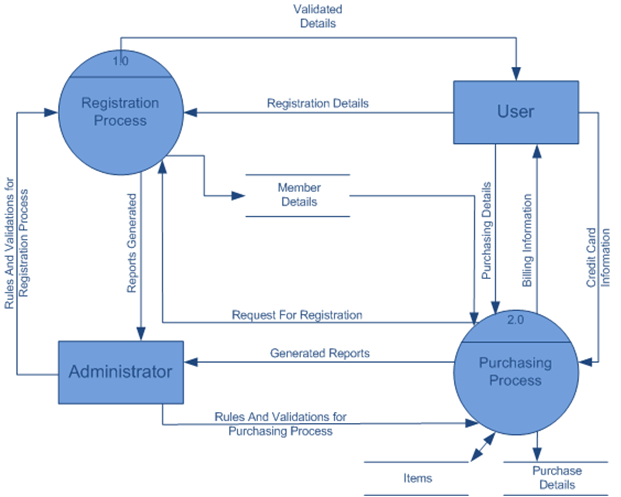 Validated
Details
1.0
Registration
Process
Registration Details
User
Member
Details
Rules And Validations for
Registration Process
Reports Generated
Purchasing Details
Billing Information
Credit Card
Information
Request For Registration
2.0
Generated Reports
Administrator
Purchasing
Process
Rules And Validations for
Purchasing Process
Items
Purchase
Details